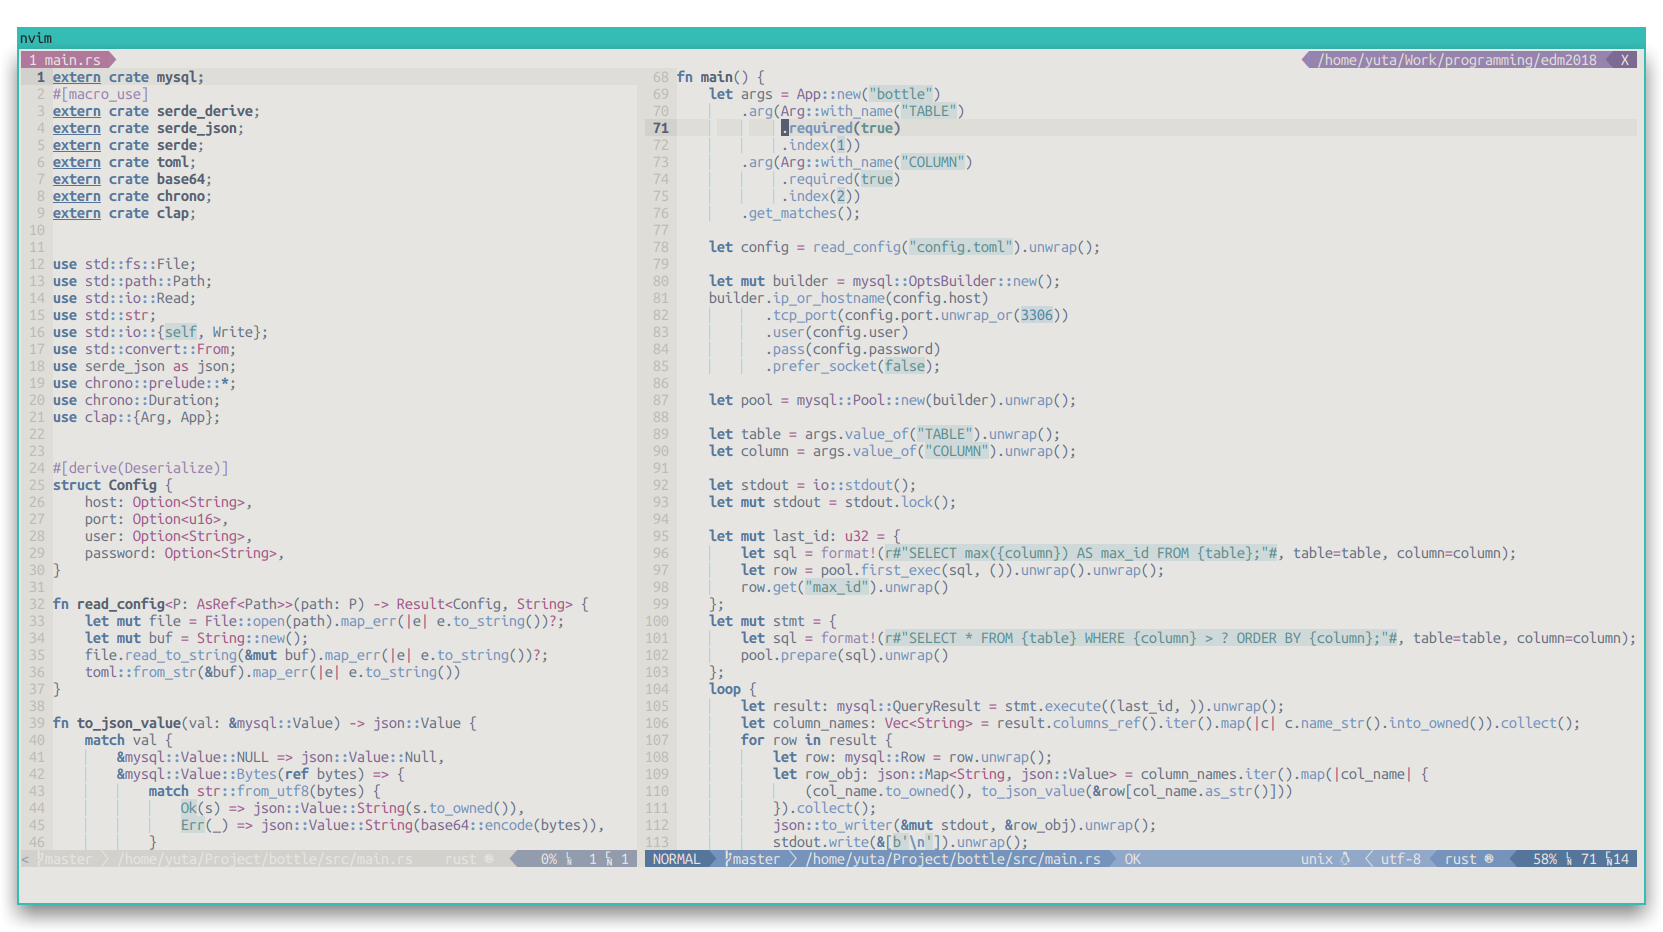 nvim
1 main.rs
/home/yuta/Work/programming/edm2018 X
1 extern crate mysql;
2 #[macro_use]
3 extern crate serde_derive;
4 extern crate serde_json;
5 extern crate serde;
6 extern crate toml;
7 extern crate base64;
8 extern crate chrono;
9 extern crate clap;
10
11
12 use std::fs::File;
13 use std::path::Path;
14 use std::io::Read;
15 use std::str;
16 use std::io::{self, Write};
17 use std::convert::From;
18 use serde_json as json;
19 use chrono::prelude::*;
20 use chrono::Duration;
21 use clap::{Arg, App};
22
23
24 #[derive(Deserialize)]
25 struct Config {
26     host: Option<String>,
27     port: Option<u16>,
28     user: Option<String>,
29     password: Option<String>,
30 }
31
32 fn read_config<P: AsRef<Path>>(path: P) -> Result<Config, String> {
33     let mut file = File::open(path).map_err(|e| e.to_string())?;
34     let mut buf = String::new();
35     file.read_to_string(&mut buf).map_err(|e| e.to_string())?;
36     toml::from_str(&buf).map_err(|e| e.to_string())
37 }
38
39 fn to_json_value(val: &mysql::Value) -> json::Value {
40     match val {
41         &mysql::Value::NULL => json::Value::Null,
42         &mysql::Value::Bytes(ref bytes) => {
43             match str::from_utf8(bytes) {
44                 Ok(s) => json::Value::String(s.to_owned()),
45                 Err(_) => json::Value::String(base64::encode(bytes)),
46             }
< master /home/yuta/Project/bottle/src/main.rs rust 0% 1 1
68 fn main() {
69     let args = App::new("bottle")
70         .arg(Arg::with_name("TABLE")
71              .required(true)
72              .index(1))
73         .arg(Arg::with_name("COLUMN")
74              .required(true)
75              .index(2))
76         .get_matches();
77
78     let config = read_config("config.toml").unwrap();
79
80     let mut builder = mysql::OptsBuilder::new();
81     builder.ip_or_hostname(config.host)
82            .tcp_port(config.port.unwrap_or(3306))
83            .user(config.user)
84            .pass(config.password)
85            .prefer_socket(false);
86
87     let pool = mysql::Pool::new(builder).unwrap();
88
89     let table = args.value_of("TABLE").unwrap();
90     let column = args.value_of("COLUMN").unwrap();
91
92     let stdout = io::stdout();
93     let mut stdout = stdout.lock();
94
95     let mut last_id: u32 = {
96         let sql = format!(r#"SELECT max({column}) AS max_id FROM {table};"#, table=table, column=column);
97         let row = pool.first_exec(sql, ()).unwrap().unwrap();
98         row.get("max_id").unwrap()
99     };
100     let mut stmt = {
101         let sql = format!(r#"SELECT * FROM {table} WHERE {column} > ? ORDER BY {column};"#, table=table, column=column);
102         pool.prepare(sql).unwrap()
103     };
104     loop {
105         let result: mysql::QueryResult = stmt.execute((last_id, )).unwrap();
106         let column_names: Vec<String> = result.columns_ref().iter().map(|c| c.name_str().into_owned()).collect();
107         for row in result {
108             let row: mysql::Row = row.unwrap();
109             let row_obj: json::Map<String, json::Value> = column_names.iter().map(|col_name| {
110                 (col_name.to_owned(), to_json_value(&row[col_name.as_str()]))
111             }).collect();
112             json::to_writer(&mut stdout, &row_obj).unwrap();
113             stdout.write(&[b'\n']).unwrap();
NORMAL master /home/yuta/Project/bottle/src/main.rs OK unix utf-8 rust 58% 71 14